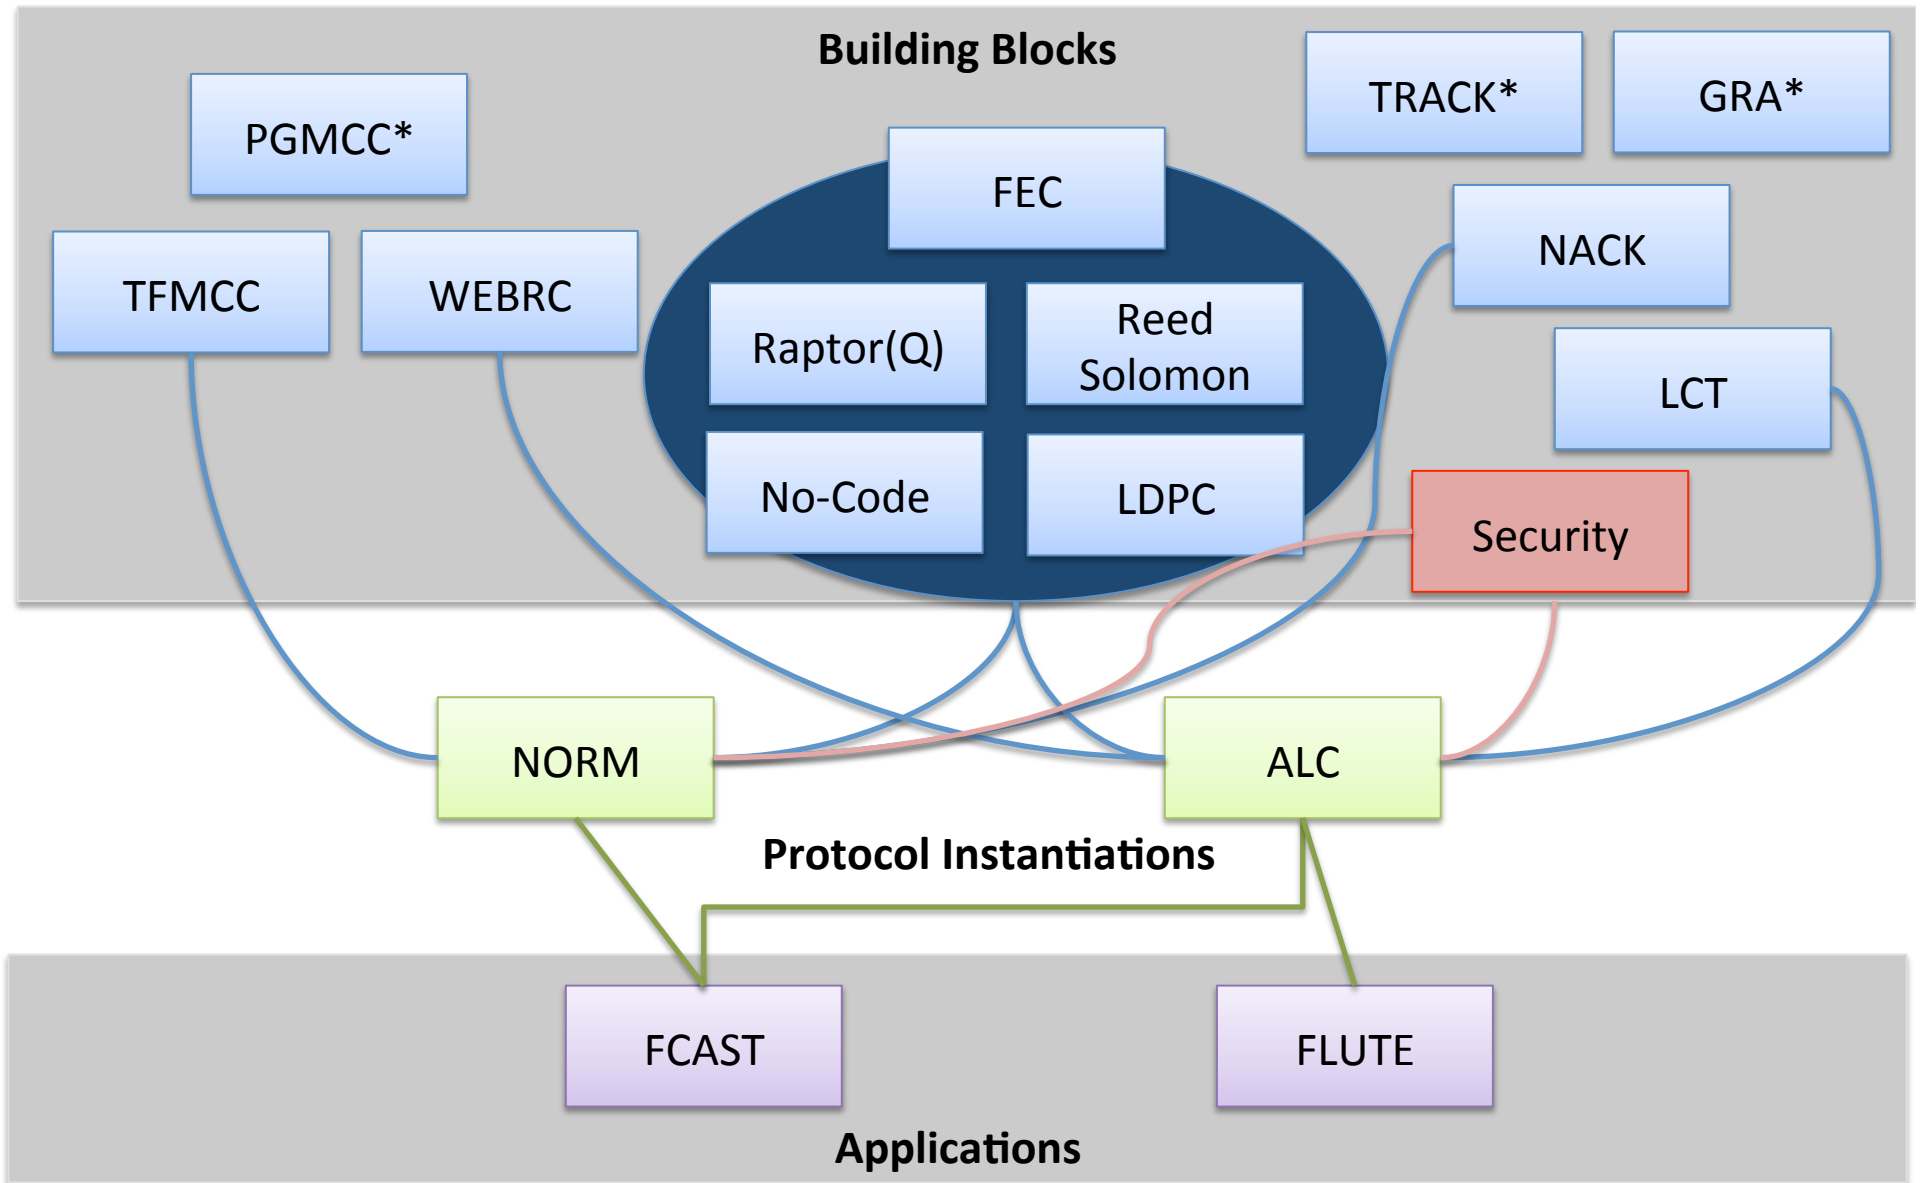 Building Blocks
PGMCC*
TRACK*
GRA*
FEC
NACK
TFMCC
WEBRC
Raptor(Q)
Reed
Solomon
LCT
No-Code
LDPC
Security
NORM
ALC
Protocol Instantiations
FCAST
FLUTE
Applications